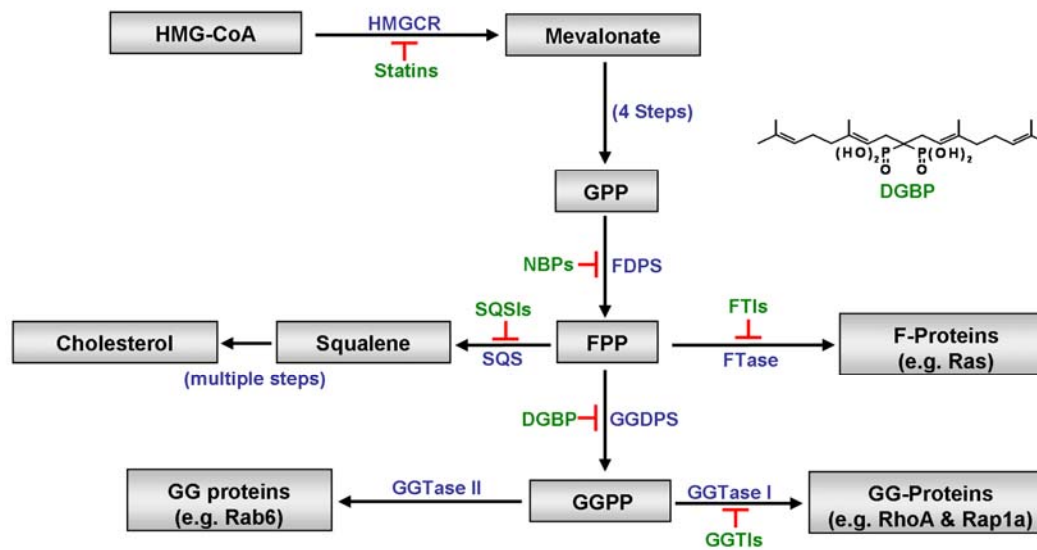 HMG-CoA
HMGCR
Mevalonate
Statins
(4 Steps)
(HO)2P P(OH)2
O O
DGBP
GPP
NBPs
FDPS
SQSIs
FTIs
Cholesterol
Squalene
SQS
FPP
FTase
F-Proteins
(e.g. Ras)
(multiple steps)
DGBP
GGDPS
GG proteins
(e.g. Rab6)
GGTase II
GGPP
GGTase I
GG-Proteins
(e.g. RhoA & Rap1a)
GGTIs